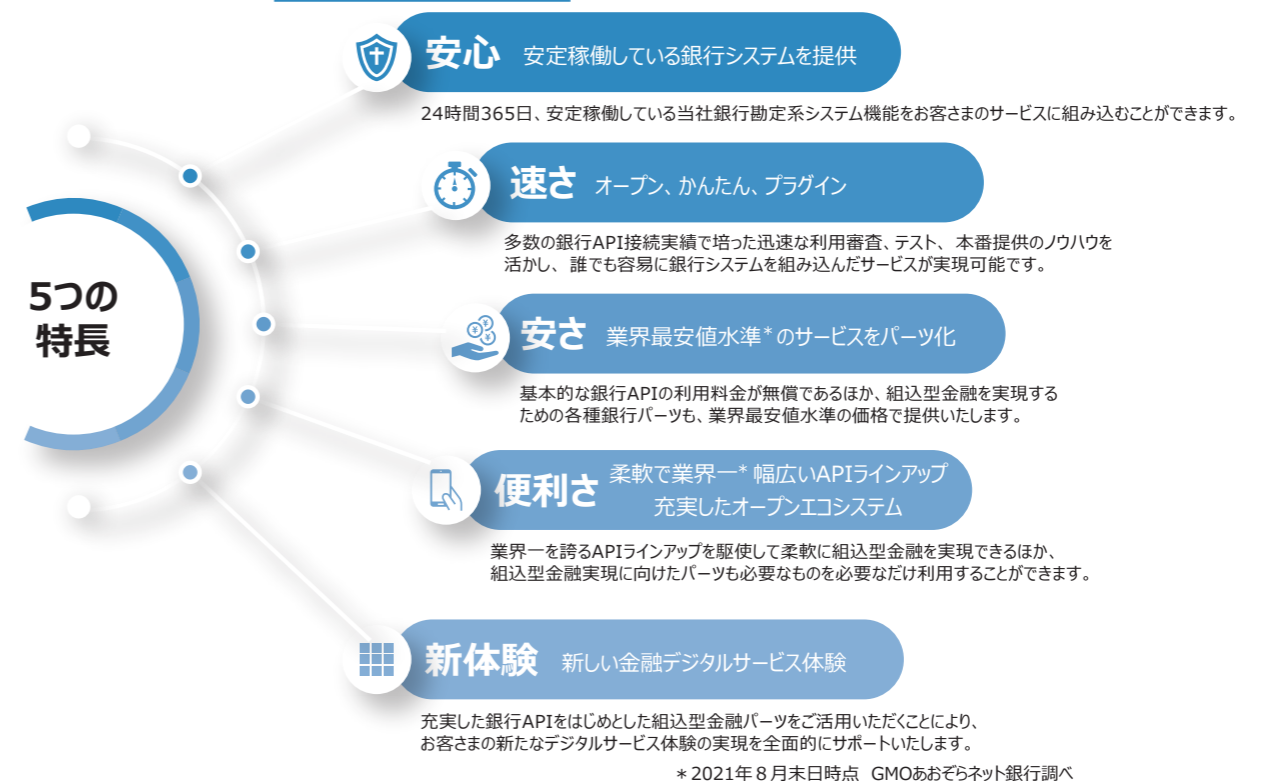 安心 安定稼働している銀行システムを提供
24時間365日、安定稼働している当社銀行勘定系システム機能をお客さまのサービスに組み込むことができます。
速さ オープン、かんたん、プラグイン
多数の銀行API接続実績で培った迅速な利用審査、テスト、本番提供のノウハウを
活かし、誰でも容易に銀行システムを組み込んだサービスが実現可能です。
5つの
特長
安さ 業界最安値水準*のサービスをパーツ化
基本的な銀行APIの利用料金が無償であるほか、組込型金融を実現する
ための各種銀行パーツも、業界最安値水準の価格で提供いたします。
便利さ 柔軟で業界一*幅広いAPIラインアップ
充実したオープンエコシステム
業界一を誇るAPIラインアップを駆使して柔軟に組込型金融を実現できるほか、
組込型金融実現に向けたパーツも必要なものを必要なだけ利用することができます。
新体験 新しい金融デジタルサービス体験
充実した銀行APIをはじめとした組込型金融パーツをご活用いただくことにより、
お客さまの新たなデジタルサービス体験の実現を全面的にサポートいたします。
*2021年8月末日時点 GMOあおぞらネット銀行調べ